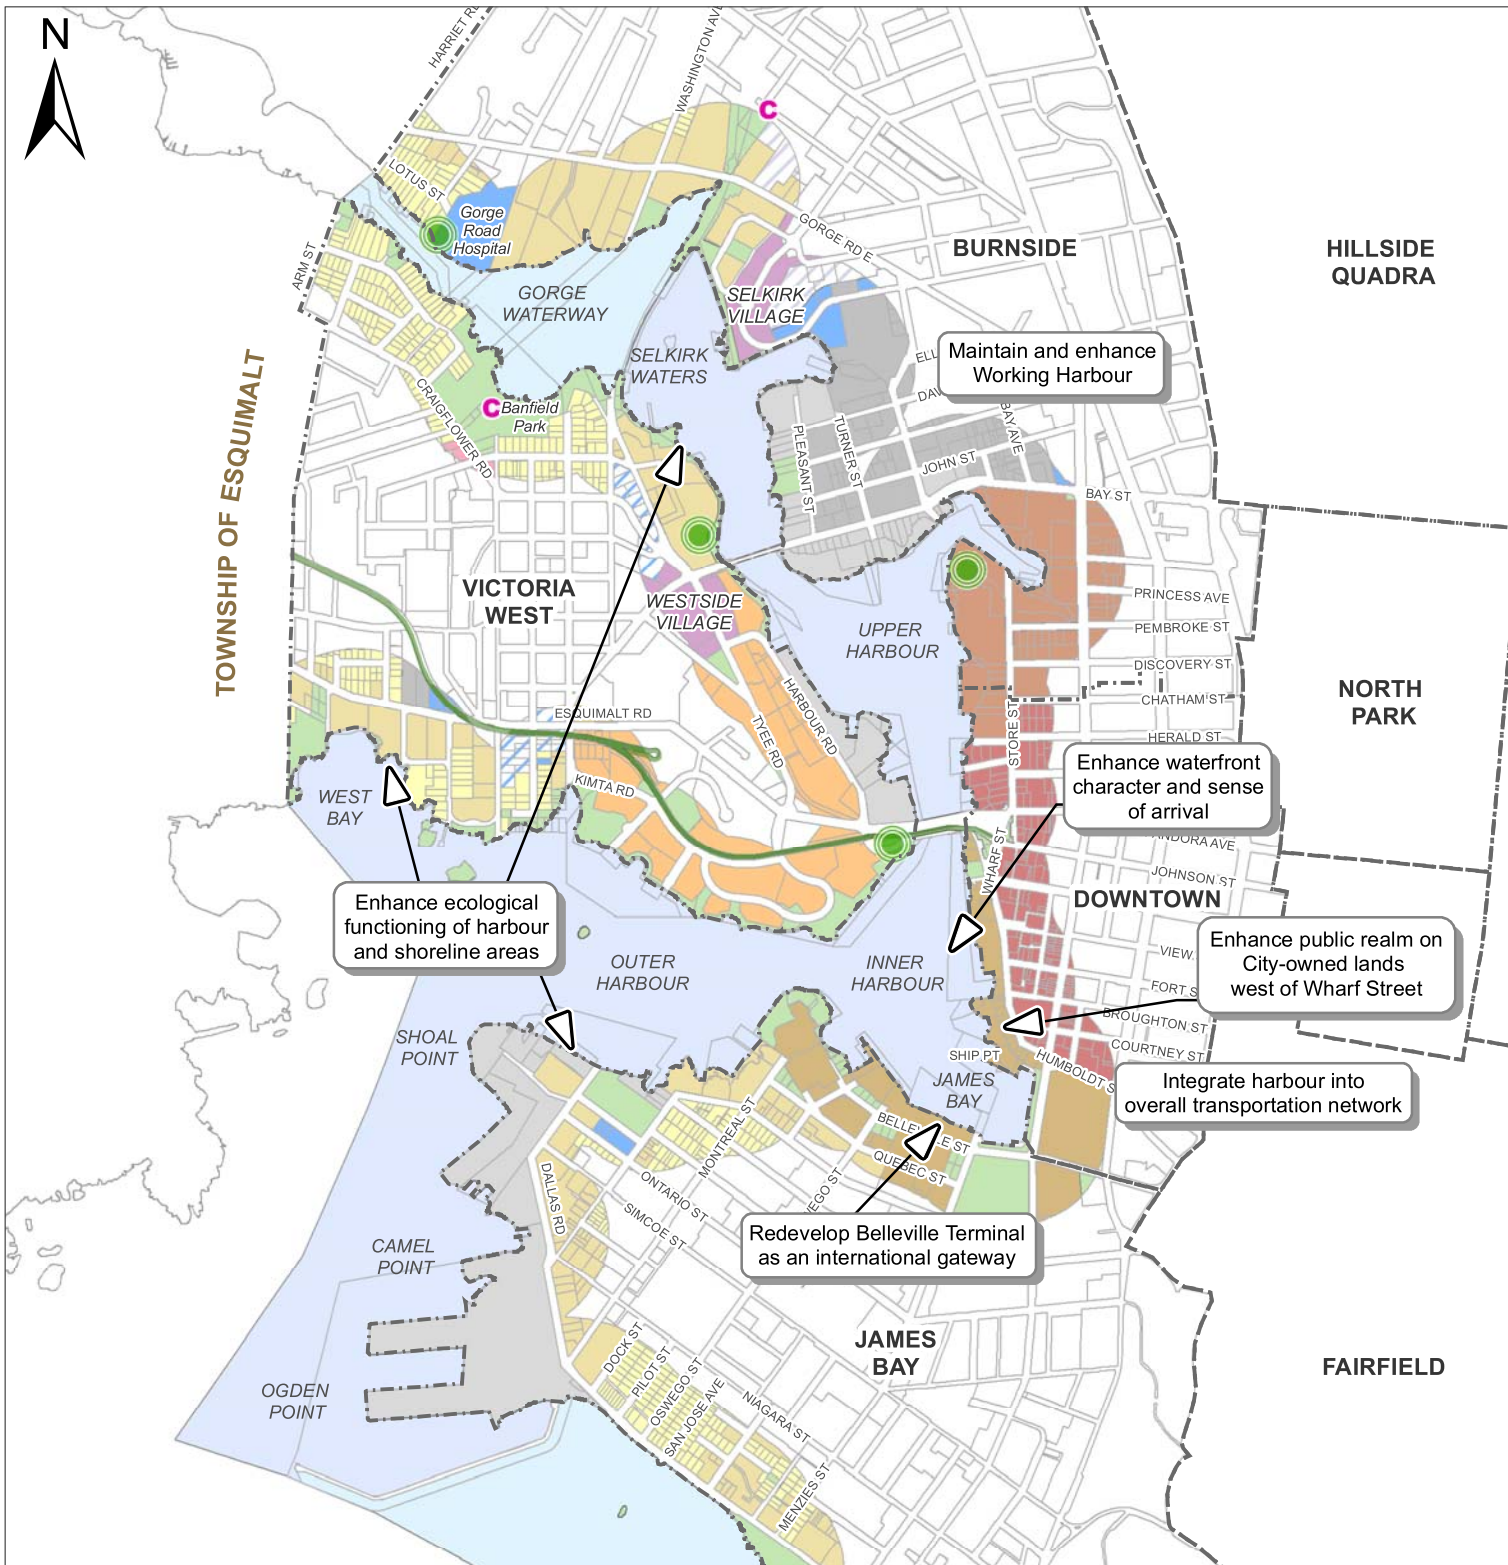 N
HARRIET RD
WASHINGTON AVE
C
LOTUS ST
Gorge
Road
Hospital
ARM ST
GORGE RD E
BURNSIDE
HILLSIDE
QUADRA
GORGE
WATERWAY
SELKIRK
VILLAGE
SELKIRK
WATERS
Maintain and enhance
Working Harbour
TOWNSHIP OF ESQUIMALT
CRAIGFLOWER RD
C
Banfield
Park
PLEASANT ST
TURNER ST
JOHN ST
BAY AVE
BAY ST
VICTORIA
WEST
WESTSIDE
VILLAGE
UPPER
HARBOUR
PRINCESS AVE
PEMBROKE ST
DISCOVERY ST
CHATHAM ST
HERALD ST
NORTH
PARK
STORE ST
HARBOUR RD
TYEE RD
ESQUIMALT RD
KIMTA RD
WEST
BAY
Enhance waterfront
character and sense
of arrival
WHARF ST
JOHNSON ST
DOWNTOWN
Enhance ecological
functioning of harbour
and shoreline areas
Enhance public realm on
City-owned lands
west of Wharf Street
VIEW
FORT S
BROUGHTON ST
COURTNEY ST
HUMBOLDT S
OUTER
HARBOUR
INNER
HARBOUR
SHOAL
POINT
SHIP PT
JAMES
BAY
Integrate harbour into
overall transportation network
BELLE
E ST
QUEBEC ST
MONTREAL ST
ONTARIO ST
SIMCOE ST
DALLAS RD
Redevelop Belleville Terminal
as an international gateway
CAMEL
POINT
OGDEN
POINT
JAMES
BAY
FAIRFIELD
DOCK ST
PILOT ST
OSWEGO ST
SAN JOSE AVE
NIAGARA ST
MENZIES ST